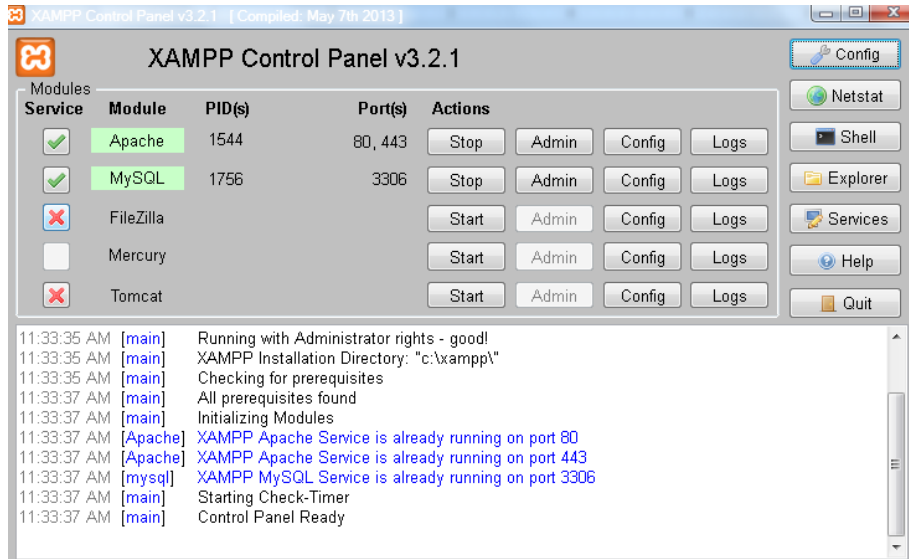 XAMPP Control Panel v3.2.1 [ Compiled: May 7th 2013 ]
XAMPP Control Panel v3.2.1 Config
Modules
Service Module PID(s) Port(s) Actions Netstat
Apache 1544 80, 443 Stop Admin Config Logs Shell
MySQL 1756 3306 Stop Admin Config Logs Explorer
FileZilla Start Admin Config Logs Services
Mercury Start Admin Config Logs Help
Tomcat Start Admin Config Logs Quit
11:33:35 AM [main] Running with Administrator rights - good!
11:33:35 AM [main] XAMPP Installation Directory: "c:\xampp\"
11:33:35 AM [main] Checking for prerequisites
11:33:37 AM [main] All prerequisites found
11:33:37 AM [main] Initializing Modules
11:33:37 AM [Apache] XAMPP Apache Service is already running on port 80
11:33:37 AM [Apache] XAMPP Apache Service is already running on port 443
11:33:37 AM [mysql] XAMPP MySQL Service is already running on port 3306
11:33:37 AM [main] Starting Check-Timer
11:33:37 AM [main] Control Panel Ready